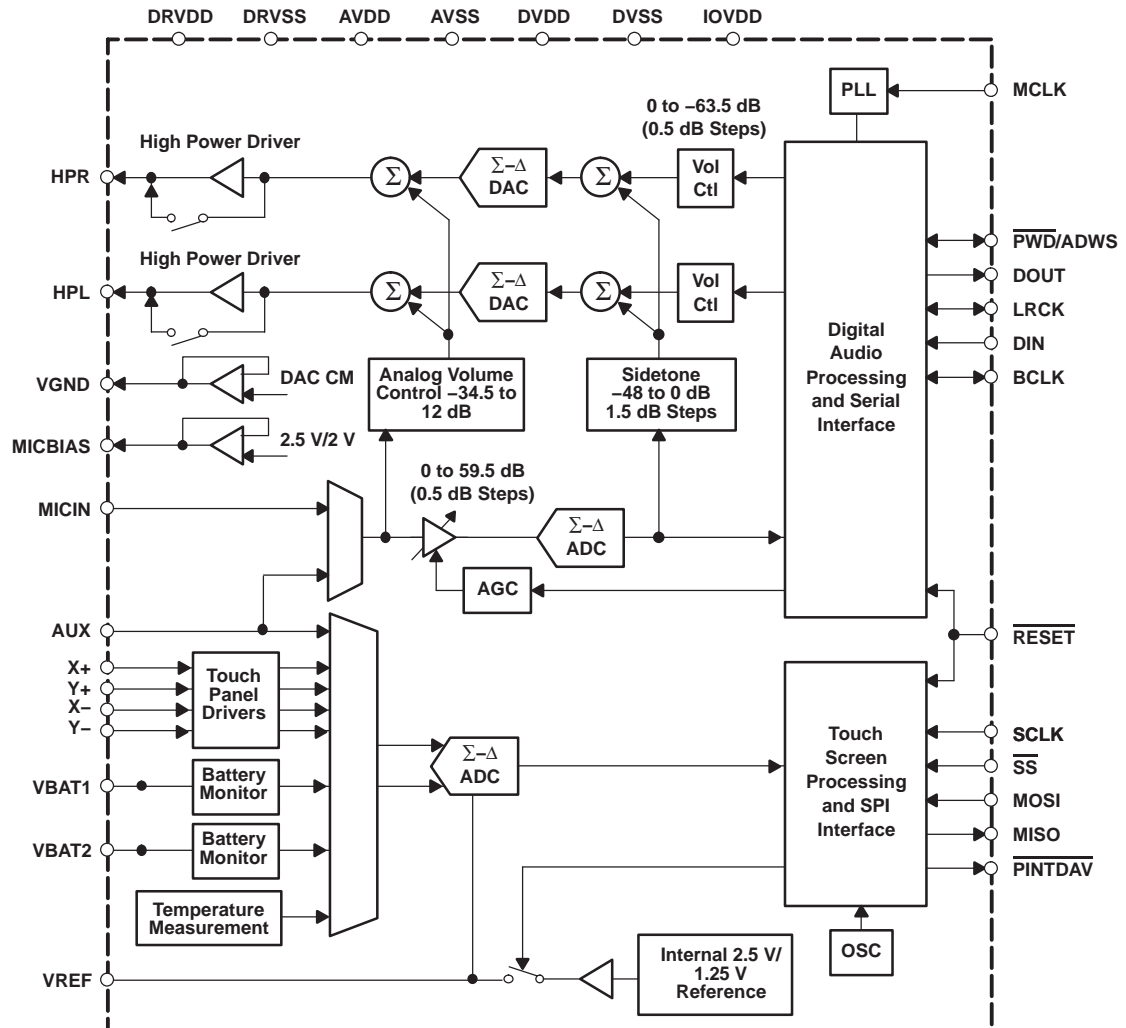 DRVDD DRVSS AVDD AVSS DVDD DVSS IOVDD
PLL
MCLK
0 to −63.5 dB
(0.5 dB Steps)
High Power Driver
HPR
Σ
Σ−Δ
DAC
Σ
Vol
Ctl
PWD/ADWS
DOUT
High Power Driver
HPL
Σ
Σ−Δ
DAC
Σ
Vol
Ctl
LRCK
DIN
BCLK
Digital
Audio
Processing
and Serial
Interface
VGND
DAC CM
Analog Volume
Control −34.5 to
12 dB
Sidetone
−48 to 0 dB
1.5 dB Steps
MICBIAS
2.5 V/2 V
0 to 59.5 dB
(0.5 dB Steps)
MICIN
Σ−Δ
ADC
AGC
AUX
RESET
X+
Y+
X−
Y−
Touch
Panel
Drivers
Touch
Screen
Processing
and SPI
Interface
SCLK
SS
MOSI
MISO
PINTDAV
Σ−Δ
ADC
VBAT1
Battery
Monitor
VBAT2
Battery
Monitor
Temperature
Measurement
OSC
VREF
Internal 2.5 V/
1.25 V
Reference